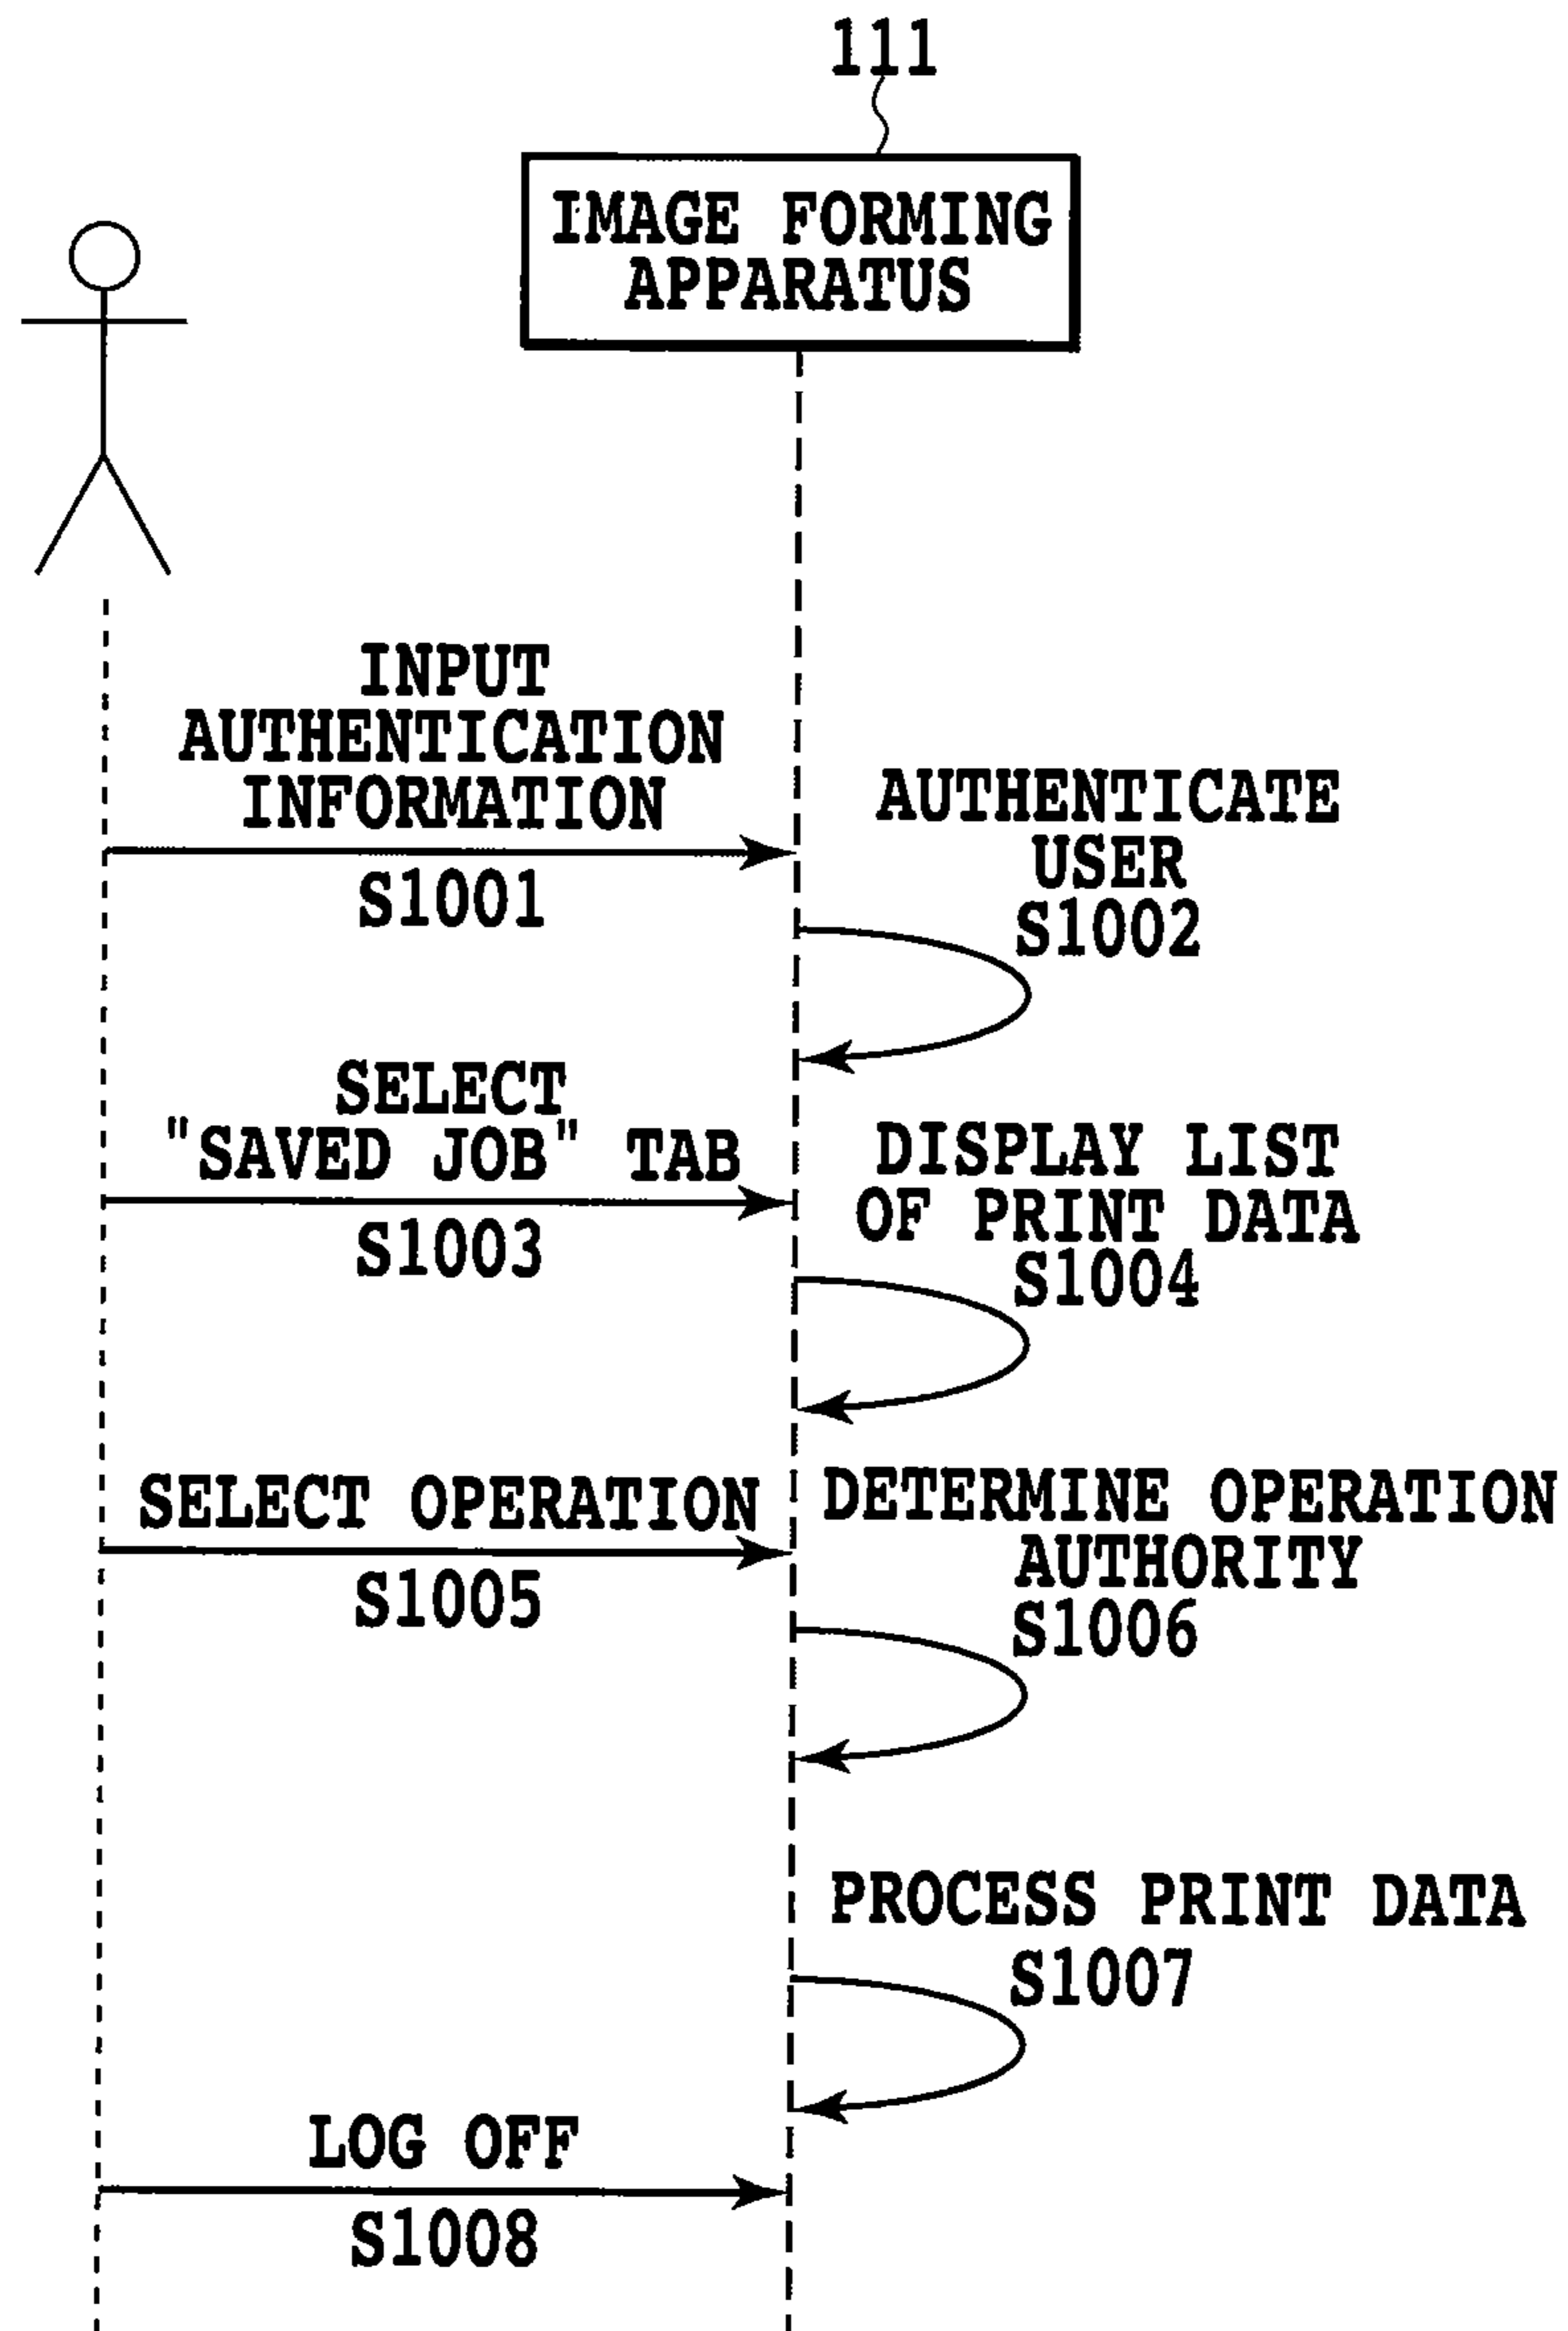 111
IMAGE FORMING
APPARATUS
INPUT
AUTHENTICATION
INFORMATION
S1001
AUTHENTICATE
USER
S1002
SELECT
"SAVED JOB" TAB
S1003
DISPLAY LIST
OF PRINT DATA
S1004
SELECT OPERATION
S1005
DETERMINE OPERATION
AUTHORITY
S1006
PROCESS PRINT DATA
S1007
LOG OFF
S1008